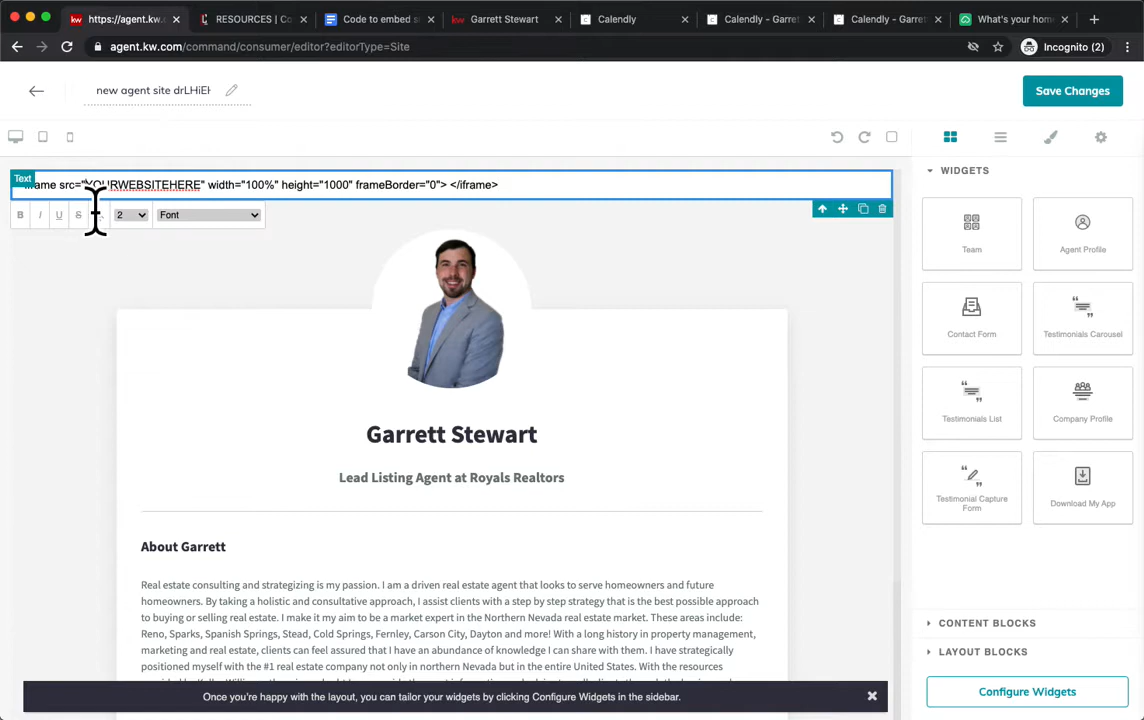 https://agent.kw.c
RESOURCES | Co
Code to embed s
Garrett Stewart
Calendly
Calendly - Garre
Calendly - Garre
What's your hom
agent.kw.com/command/consumer/editor?editorType=Site
Incognito (2)
new agent site drLHiEH
Save Changes
Text
iframe src="YOURWEBSITEHERE" width="100%" height="1000" frameBorder="0"> </iframe>
B I U S 2 Font
WIDGETS
Team
Agent Profile
Contact Form
Testimonials Carousel
Testimonials List
Company Profile
Testimonial Capture
Form
Download My App
CONTENT BLOCKS
LAYOUT BLOCKS
Configure Widgets
Garrett Stewart
Lead Listing Agent at Royals Realtors
About Garrett
Real estate consulting and strategizing is my passion. I am a driven real estate agent that looks to serve homeowners and future
homeowners. By taking a holistic and consultative approach, I assist clients with a step by step strategy that is the best possible approach
to buying or selling real estate. I make it my aim to be a market expert in the Northern Nevada real estate market. These areas include:
Reno, Sparks, Spanish Springs, Stead, Cold Springs, Fernley, Carson City, Dayton and more! With a long history in property management,
marketing and real estate, clients can feel assured that I have an abundance of knowledge I can share with them. I have strategically
positioned myself with the #1 real estate company not only in northern Nevada but in the entire United States. With the resources
Once you're happy with the layout, you can tailor your widgets by clicking Configure Widgets in the sidebar.